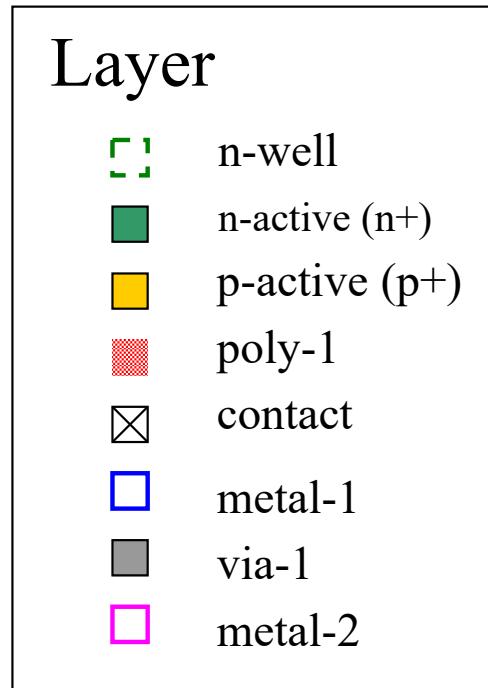 Layer
n-well
n-active (n+)
p-active (p+)
poly-1
contact
metal-1
via-1
metal-2